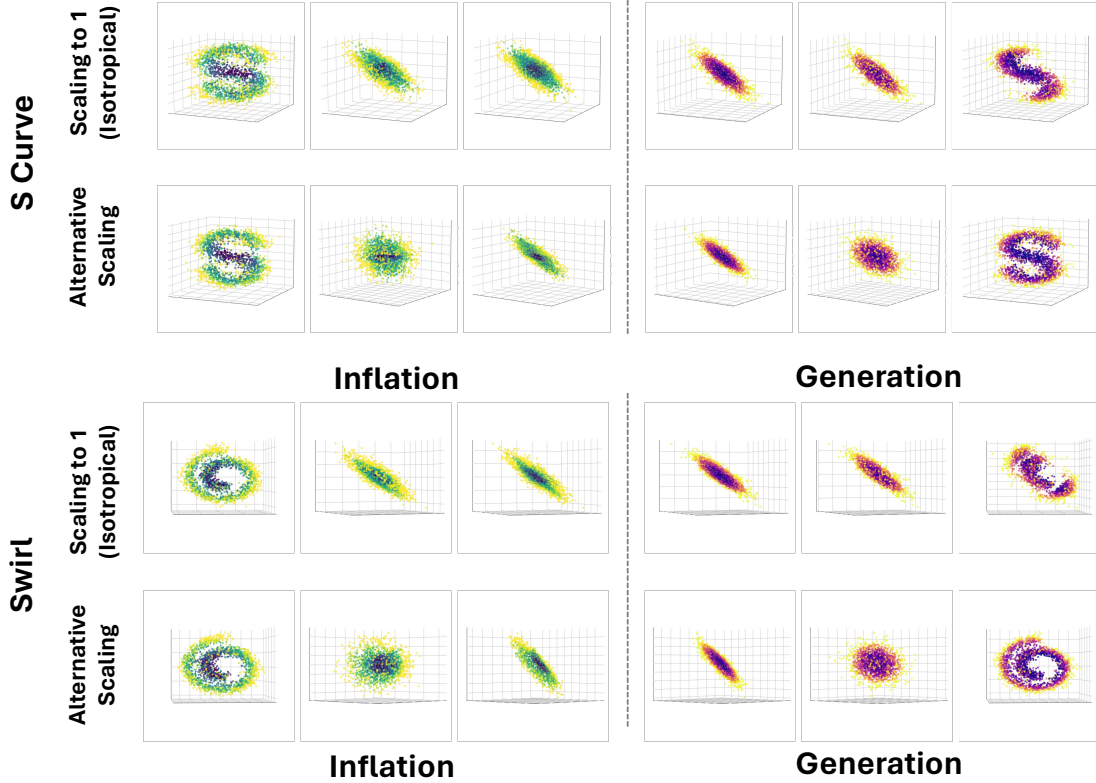 S Curve
Scaling to 1
(Isotropical)
Alternative
Scaling
Inflation
Generation
Swirl
Scaling to 1
(Isotropical)
Alternative
Scaling
Inflation
Generation